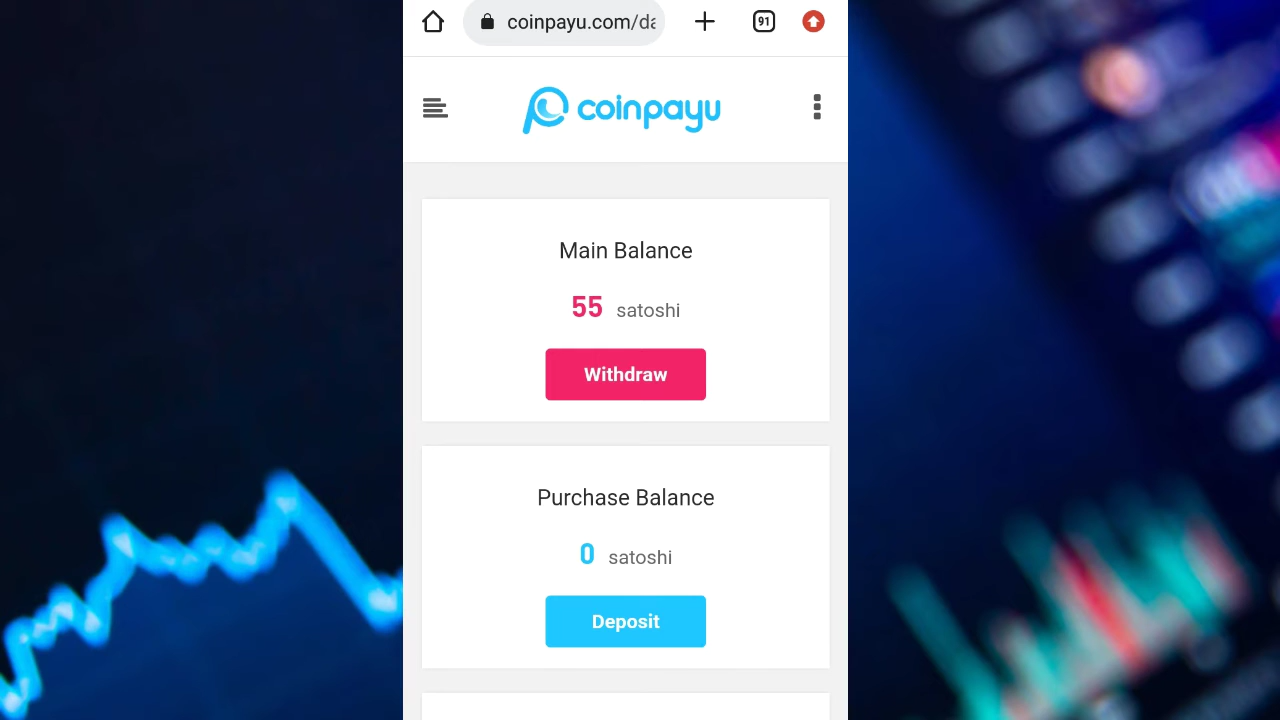 coinpayu.com/da
91
coinpayu
Main Balance
55 satoshi
Withdraw
Purchase Balance
0 satoshi
Deposit